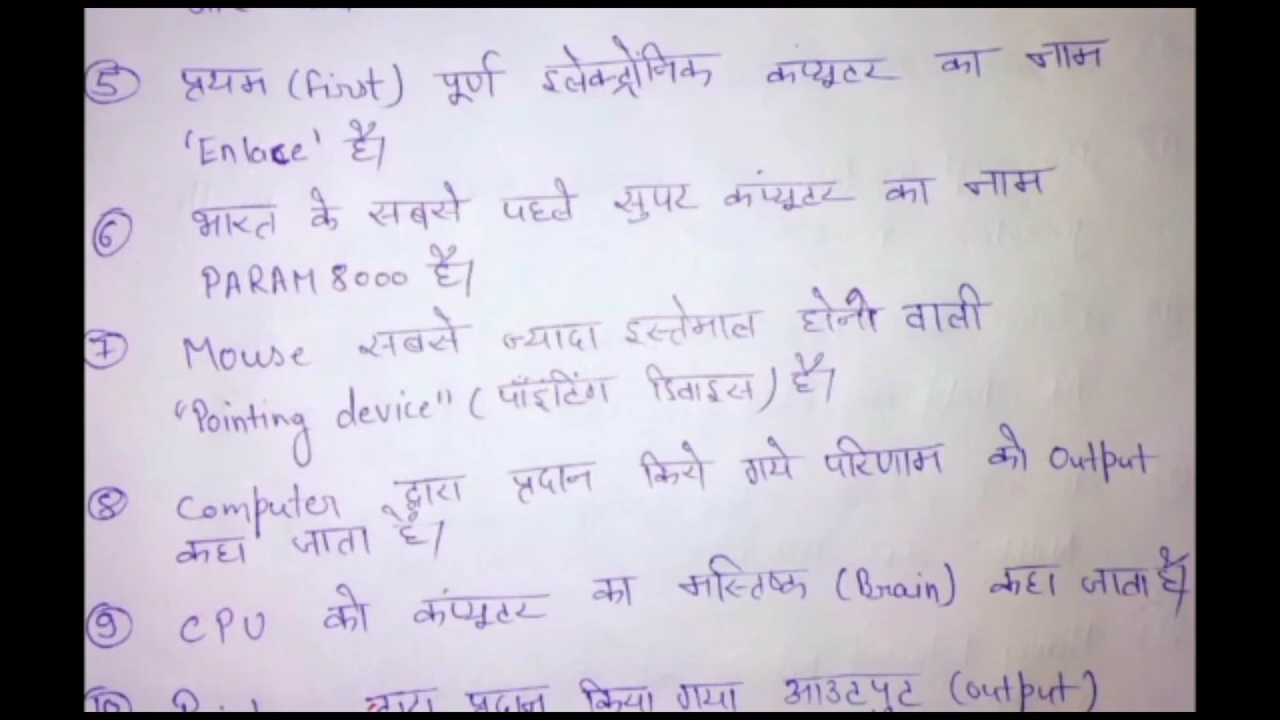 ⑤ प्रथम (First) पूर्ण इलेक्ट्रॉनिक कंप्यूटर का नाम
'Enlace' है।
⑥ भारत के सबसे पहले सुपर कंप्यूटर का नाम
PARAM 8000 है।
⑦ Mouse सबसे ज्यादा इस्तेमाल होनी वाली
"Pointing device" (पॉइंटिंग डिवाइस) है।
⑧ Computer द्वारा प्रदान किये गये परिणाम को Output
कहा जाता है।
⑨ CPU को कंप्यूटर का मस्तिष्क (Brain) कहा जाता है।
द्वारा प्रदान किया गया आउटपुट (output)